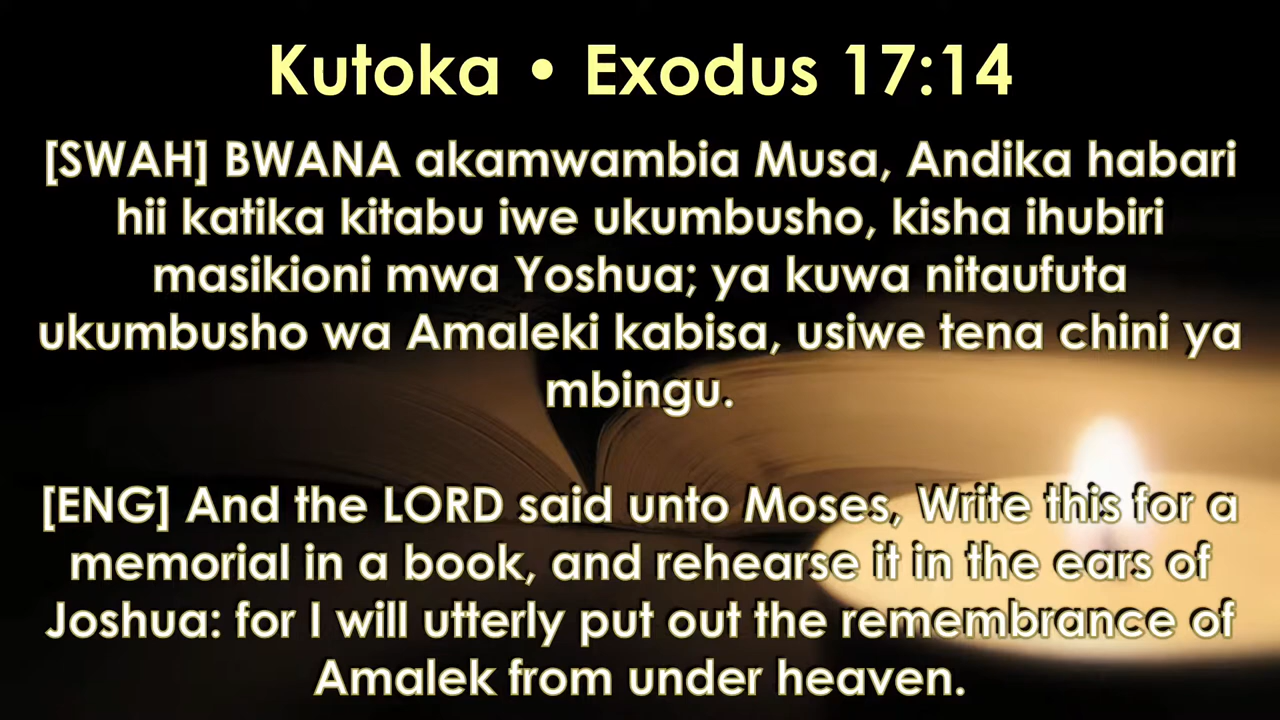 Kutoka • Exodus 17:14
[SWAH] BWANA akamwambia Musa, Andika habari
hii katika kitabu iwe ukumbusho, kisha ihubiri
masikioni mwa Yoshua; ya kuwa nitaufuta
ukumbusho wa Amaleki kabisa, usiwe tena chini ya
mbingu.
[ENG] And the LORD said unto Moses, Write this for a
memorial in a book, and rehearse it in the ears of
Joshua: for I will utterly put out the remembrance of
Amalek from under heaven.